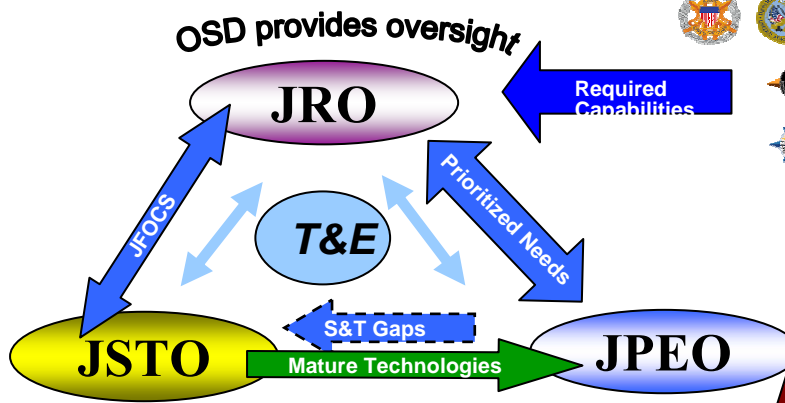 OSD provides oversight
JRO
Required
Capabilities
JFOCS
T&E
Prioritized Needs
S&T Gaps
JSTO
Mature Technologies
JPEO